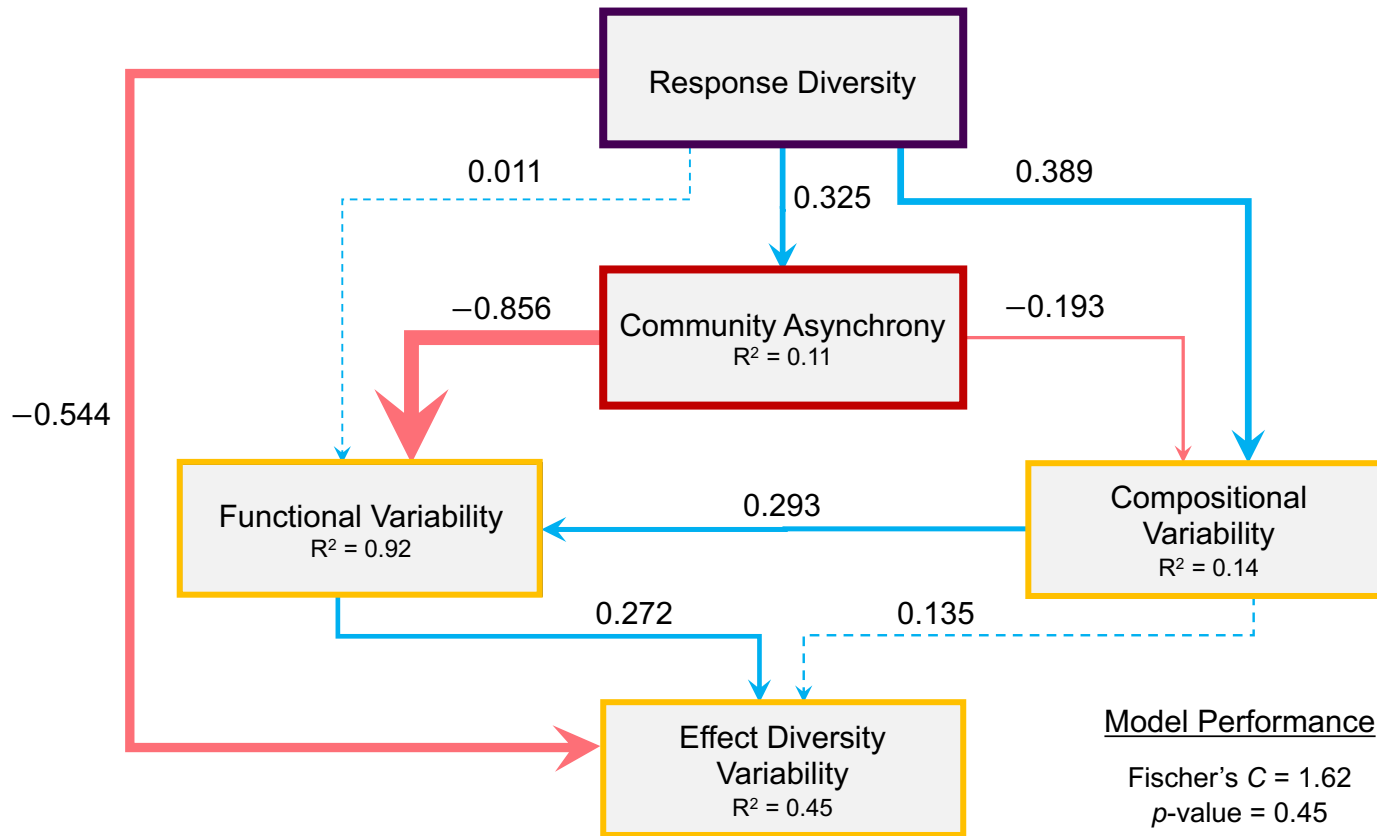 Response Diversity
0.011
0.325
0.389
−0.856
Community Asynchrony
R² = 0.11
−0.193
−0.544
Functional Variability
R² = 0.92
0.293
Compositional
Variability
R² = 0.14
0.272
0.135
Effect Diversity
Variability
R² = 0.45
Model Performance
Fischer’s C = 1.62
p-value = 0.45